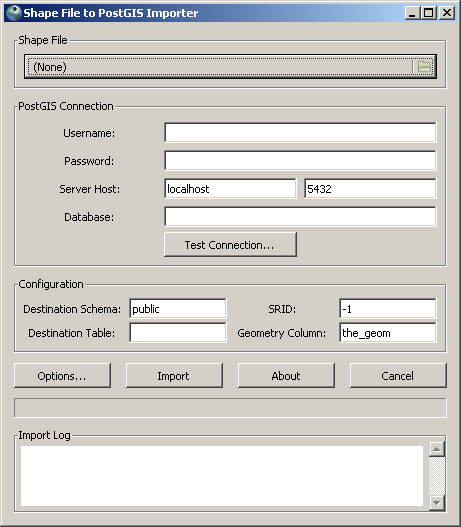 Shape File to PostGIS Importer
Shape File
(None)
PostGIS Connection
Username:
Password:
Server Host: localhost 5432
Database:
Test Connection...
Configuration
Destination Schema: public SRID: -1
Destination Table: Geometry Column: the_geom
Options... Import About Cancel
Import Log